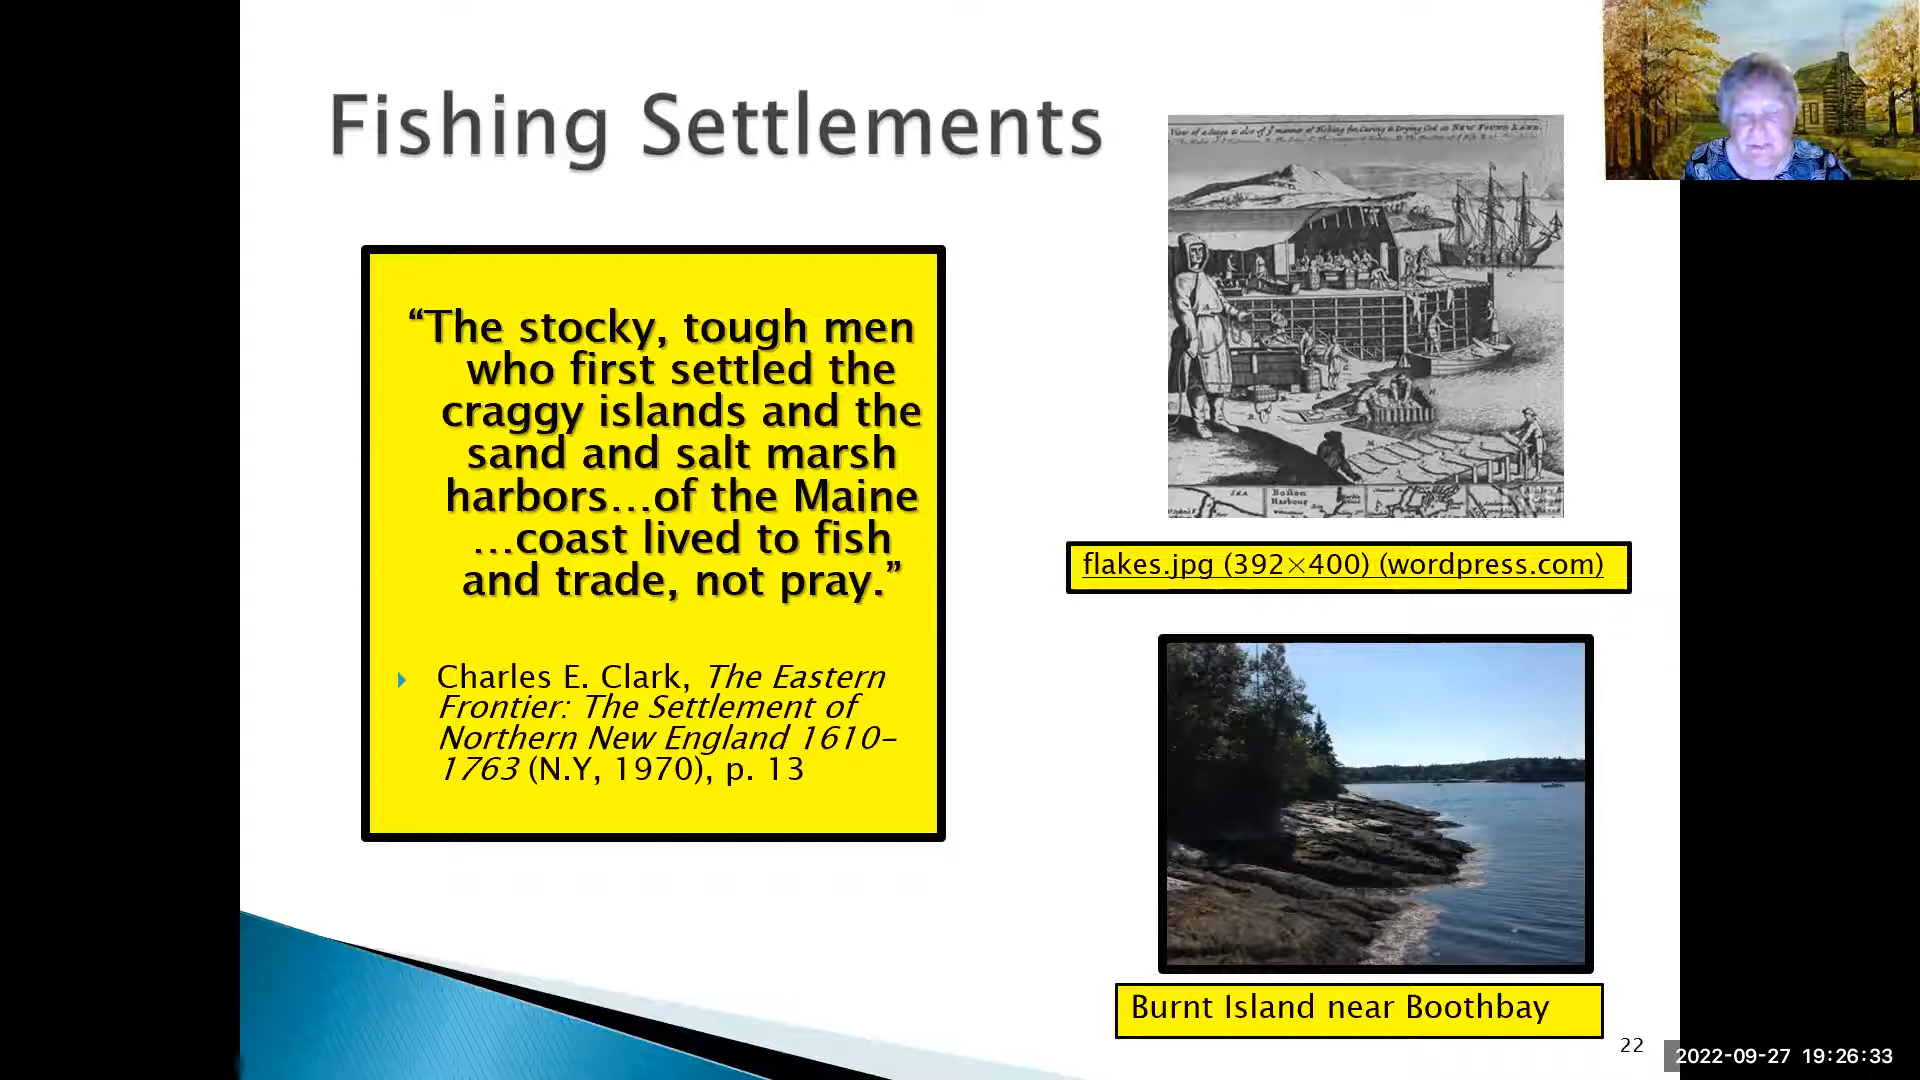 Fishing Settlements
“The stocky, tough men
who first settled the
craggy islands and the
sand and salt marsh
harbors...of the Maine
...coast lived to fish
and trade, not pray.”
Charles E. Clark, The Eastern
Frontier: The Settlement of
Northern New England 1610-
1763 (N.Y, 1970), p. 13
Boston
Harbour
flakes.jpg (392×400) (wordpress.com)
Burnt Island near Boothbay
22
2022-09-27 19:26:33